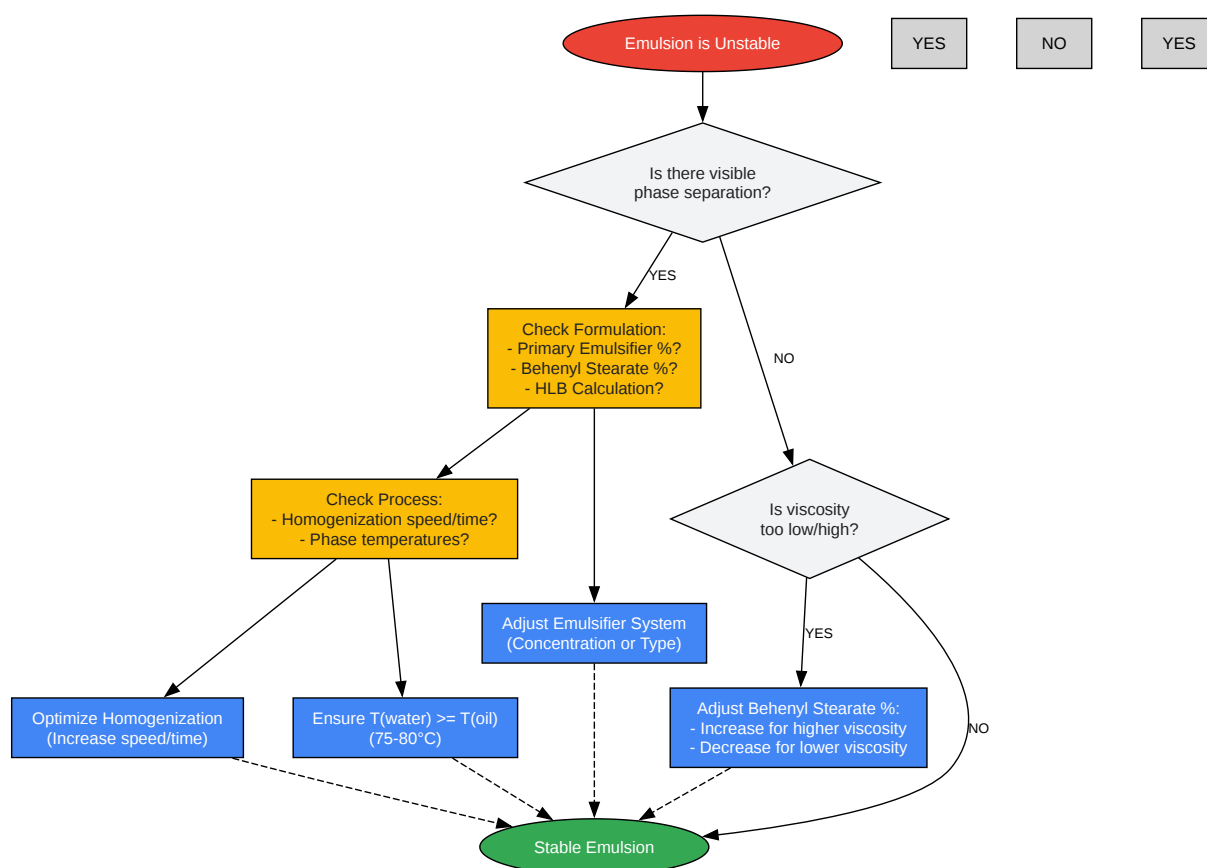 Emulsion is Unstable
YES
NO
YES
Is there visible
phase separation?
YES
NO
Check Formulation:
- Primary Emulsifier %?
- Behenyl Stearate %?
- HLB Calculation?
Check Process:
- Homogenization speed/time?
- Phase temperatures?
Is viscosity
too low/high?
Adjust Emulsifier System
(Concentration or Type)
YES
NO
Optimize Homogenization
(Increase speed/time)
Ensure T(water) >= T(oil)
(75-80°C)
Adjust Behenyl Stearate %:
- Increase for higher viscosity
- Decrease for lower viscosity
Stable Emulsion